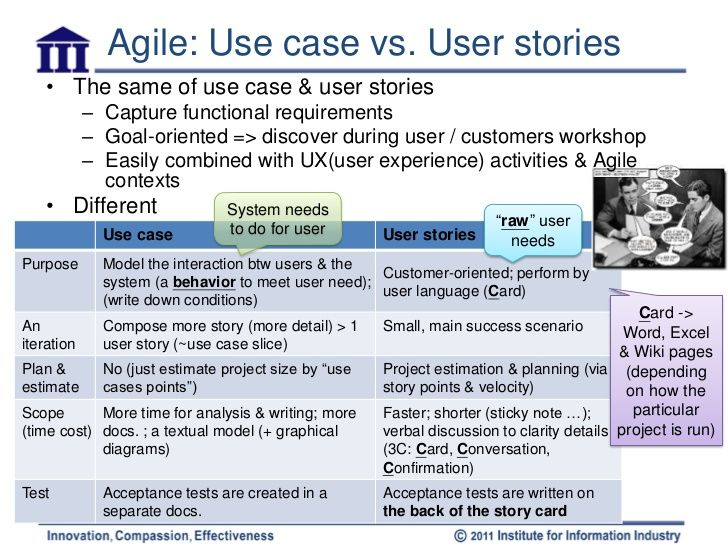 Agile: Use case vs. User stories
• The same of use case & user stories
– Capture functional requirements
– Goal-oriented => discover during user / customers workshop
– Easily combined with UX(user experience) activities & Agile
contexts
• Different
System needs
to do for user
"raw" user
needs
Use case
User stories
Purpose
Model the interaction btw users & the
system (a behavior to meet user need);
(write down conditions)
Customer-oriented; perform by
user language (Card)
An
iteration
Compose more story (more detail) > 1
user story (~use case slice)
Small, main success scenario
Plan &
estimate
No (just estimate project size by "use
cases points")
Project estimation & planning (via
story points & velocity)
Scope
(time cost)
More time for analysis & writing; more
docs. ; a textual model (+ graphical
diagrams)
Faster; shorter (sticky note …);
verbal discussion to clarity details
(3C: Card, Conversation,
Confirmation)
Test
Acceptance tests are created in a
separate docs.
Acceptance tests are written on
the back of the story card
Card ->
Word, Excel
& Wiki pages
(depending
on how the
particular
project is run)
Innovation, Compassion, Effectiveness
© 2011 Institute for Information Industry